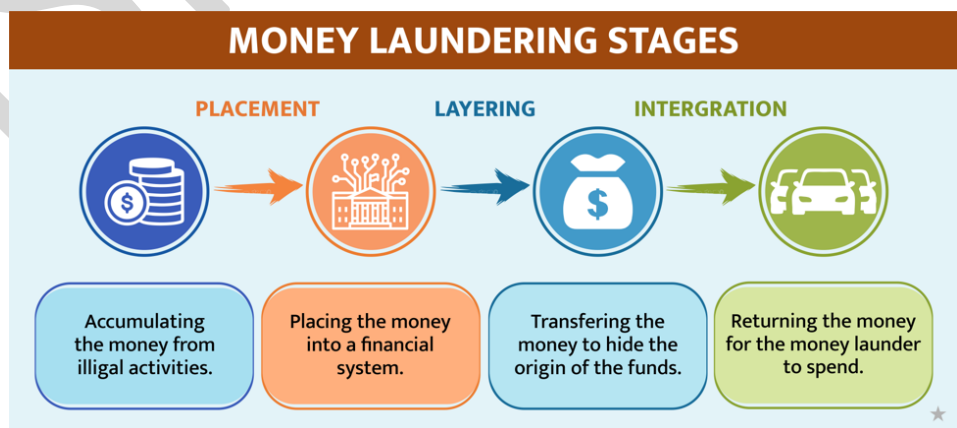 MONEY LAUNDERING STAGES
PLACEMENT
LAYERING
INTERGRATION
$
$
Accumulating
the money from
illigal activities.
Placing the money
into a financial
system.
Transfering the
money to hide the
origin of the funds.
Returning the money
for the money launder
to spend.